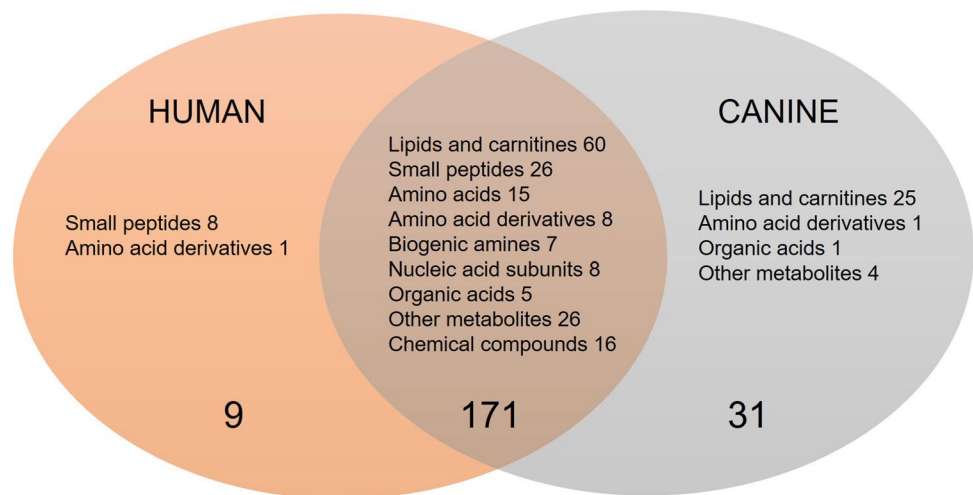 HUMAN
Small peptides 8
Amino acid derivatives 1
9
Lipids and carnitines 60
Small peptides 26
Amino acids 15
Amino acid derivatives 8
Biogenic amines 7
Nucleic acid subunits 8
Organic acids 5
Other metabolites 26
Chemical compounds 16
171
CANINE
Lipids and carnitines 25
Amino acid derivatives 1
Organic acids 1
Other metabolites 4
31